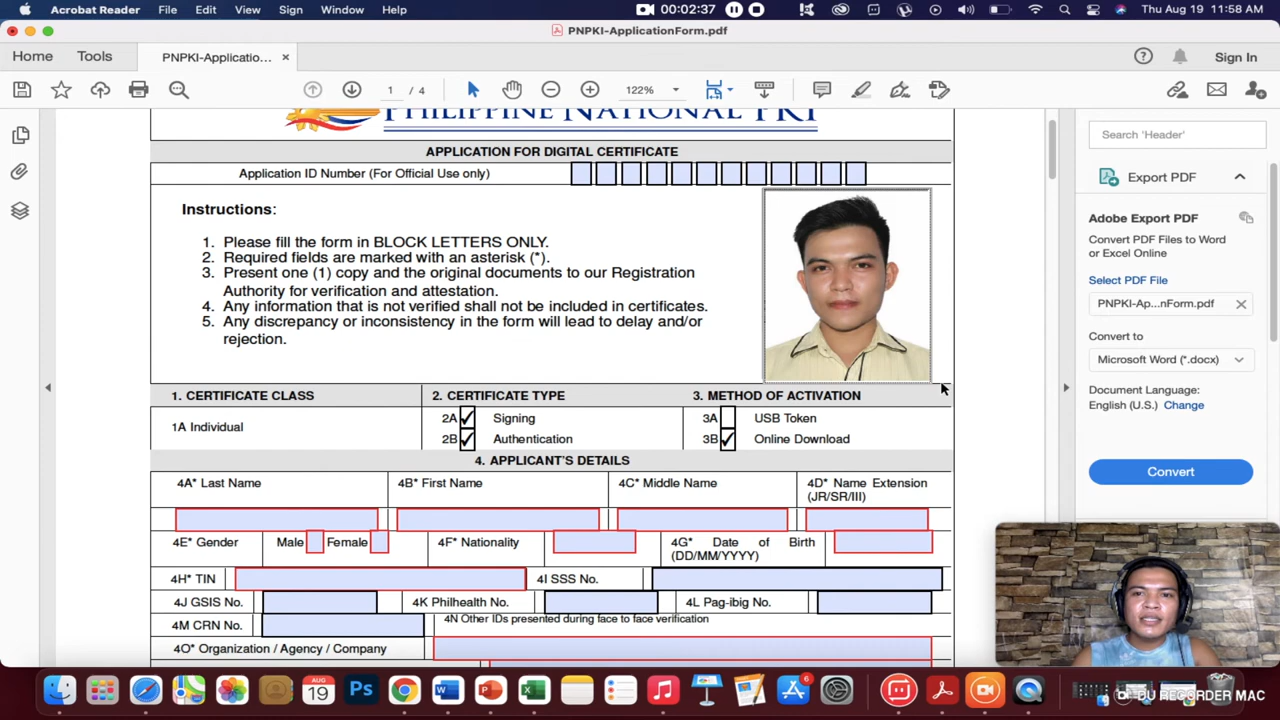 Acrobat Reader File Edit View Sign Window Help 00:02:37 Thu Aug 19 11:58 AM
PNPKI-ApplicationForm.pdf
Home Tools PNPKI-Applicatio... × Sign In
1 / 4 122%
PHILIPPINE NATIONAL PKI
APPLICATION FOR DIGITAL CERTIFICATE
Application ID Number (For Official Use only)
Instructions:
1. Please fill the form in BLOCK LETTERS ONLY.
2. Required fields are marked with an asterisk (*).
3. Present one (1) copy and the original documents to our Registration
Authority for verification and attestation.
4. Any information that is not verified shall not be included in certificates.
5. Any discrepancy or inconsistency in the form will lead to delay and/or
rejection.
1. CERTIFICATE CLASS 2. CERTIFICATE TYPE 3. METHOD OF ACTIVATION
1A Individual
2A Signing
2B Authentication
3A USB Token
3B Online Download
4. APPLICANT'S DETAILS
4A* Last Name 4B* First Name 4C* Middle Name 4D* Name Extension
(JR/SR/III)
4E* Gender Male Female 4F* Nationality 4G* Date of Birth
(DD/MM/YYYY)
4H* TIN 4I SSS No.
4J GSIS No. 4K Philhealth No. 4L Pag-ibig No.
4M CRN No. 4N Other IDs presented during face to face verification
4O* Organization / Agency / Company
Search 'Header'
Export PDF
Adobe Export PDF
Convert PDF Files to Word
or Excel Online
Select PDF File
PNPKI-Ap...nForm.pdf
Convert to
Microsoft Word (*.docx)
Document Language:
English (U.S.) Change
Convert
AUG
19
Ps
W
P
X
6
DU RECORDER MAC